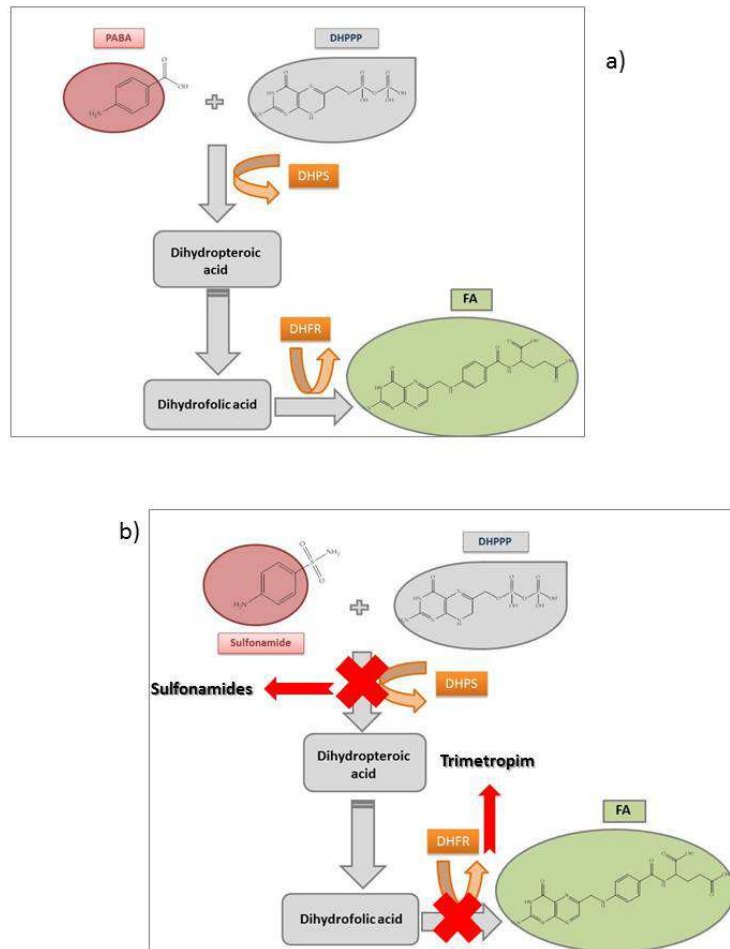 a)
PABA
DHPPP
DHPS
Dihydropteroic
acid
FA
DHFR
Dihydrofolic acid
b)
DHPPP
Sulfonamide
Sulfonamides
DHPS
Dihydropteroic
acid
Trimetropim
FA
DHFR
Dihydrofolic acid